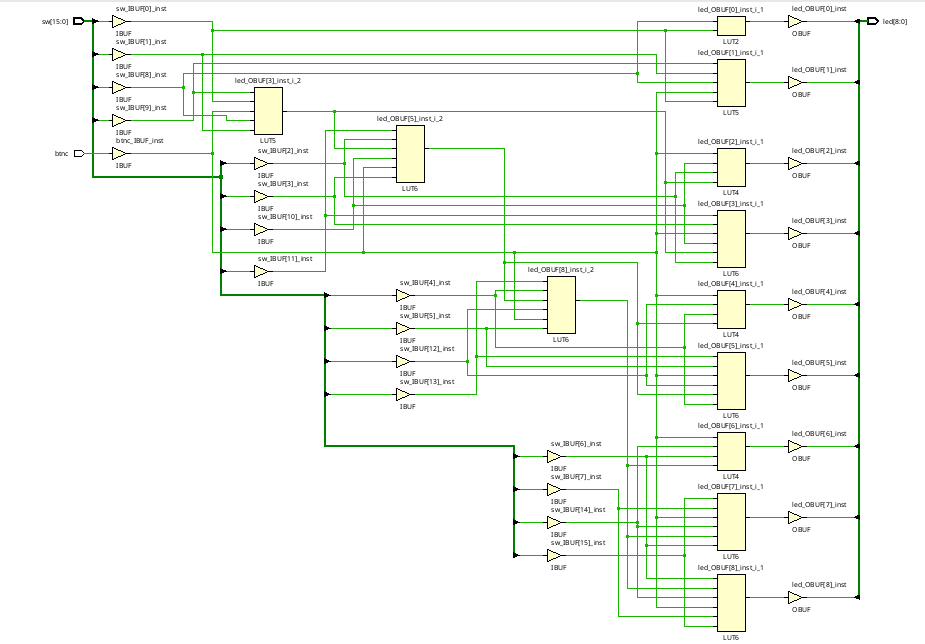 sw_IBUF[0]_inst
led_OBUF[0]_inst_i_1
led_OBUF[0]_inst
sw[15:0]
led[8:0]
IBUF
OBUF
LUT2
sw_IBUF[1]_inst
led_OBUF[1]_inst_i_1
led_OBUF[1]_inst
IBUF
sw_IBUF[8]_inst
led_OBUF[3]_inst_i_2
OBUF
IBUF
sw_IBUF[9]_inst
LUT5
led_OBUF[5]_inst_i_2
IBUF
btnc_IBUF_inst
LUT5
led_OBUF[2]_inst_i_1
led_OBUF[2]_inst
btnc
sw_IBUF[2]_inst
IBUF
IBUF
OBUF
sw_IBUF[3]_inst
LUT6
LUT4
IBUF
led_OBUF[3]_inst_i_1
led_OBUF[3]_inst
sw_IBUF[10]_inst
IBUF
OBUF
sw_IBUF[11]_inst
led_OBUF[8]_inst_i_2
LUT6
IBUF
sw_IBUF[4]_inst
led_OBUF[4]_inst_i_1
led_OBUF[4]_inst
IBUF
OBUF
sw_IBUF[5]_inst
LUT6
LUT4
IBUF
led_OBUF[5]_inst_i_1
led_OBUF[5]_inst
sw_IBUF[12]_inst
IBUF
sw_IBUF[13]_inst
OBUF
IBUF
LUT6
led_OBUF[6]_inst_i_1
led_OBUF[6]_inst
sw_IBUF[6]_inst
OBUF
IBUF
sw_IBUF[7]_inst
LUT4
led_OBUF[7]_inst_i_1
led_OBUF[7]_inst
IBUF
sw_IBUF[14]_inst
IBUF
OBUF
sw_IBUF[15]_inst
LUT6
IBUF
led_OBUF[8]_inst_i_1
led_OBUF[8]_inst
OBUF
LUT6